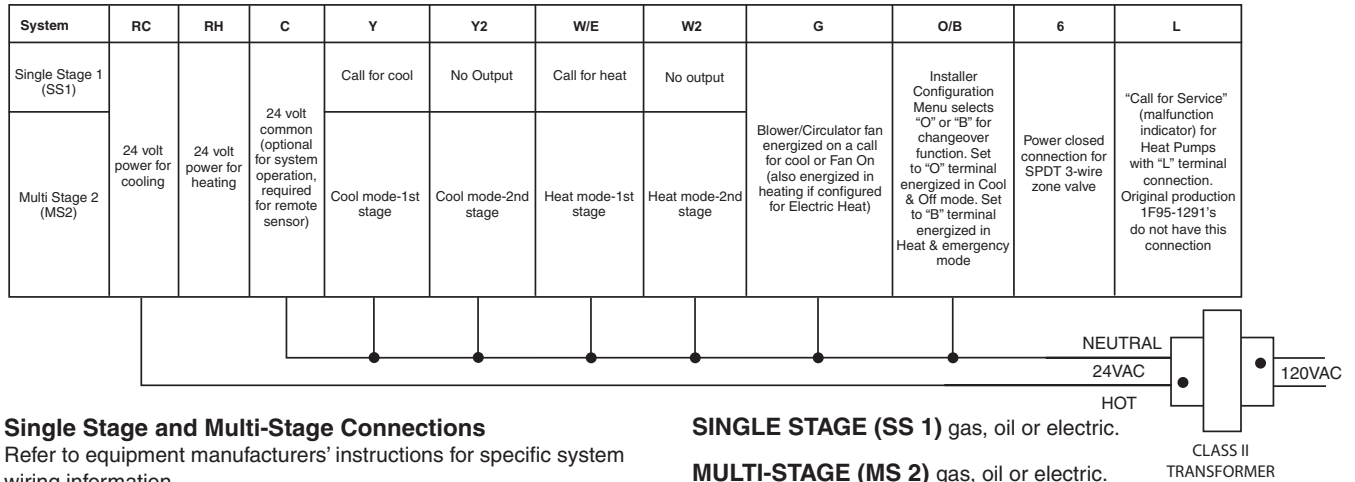 System RC RH C Y Y2 W/E W2 G O/B 6 L
Single Stage 1
(SS1)
Multi Stage 2
(MS2)
24 volt
power for
cooling
24 volt
power for
heating
24 volt
common
(optional
for system
operation,
required
for remote
sensor)
Call for cool
Cool mode-1st
stage
No Output
Cool mode-2nd
stage
Call for heat
Heat mode-1st
stage
No output
Heat mode-2nd
stage
Blower/Circulator fan
energized on a call
for cool or Fan On
(also energized in
heating if configured
for Electric Heat)
Installer
Configuration
Menu selects
“O” or “B” for
changeover
function. Set
to “O” terminal
energized in Cool
& Off mode. Set
to “B” terminal
energized in
Heat & emergency
mode
Power closed
connection for
SPDT 3-wire
zone valve
“Call for Service”
(malfunction
indicator) for
Heat Pumps
with “L” terminal
connection.
Original production
1F95-1291’s
do not have this
connection
NEUTRAL
24VAC
HOT
120VAC
CLASS II
TRANSFORMER
Single Stage and Multi-Stage Connections
Refer to equipment manufacturers’ instructions for specific system
wiring information.
SINGLE STAGE (SS 1) gas, oil or electric.
MULTI-STAGE (MS 2) gas, oil or electric.